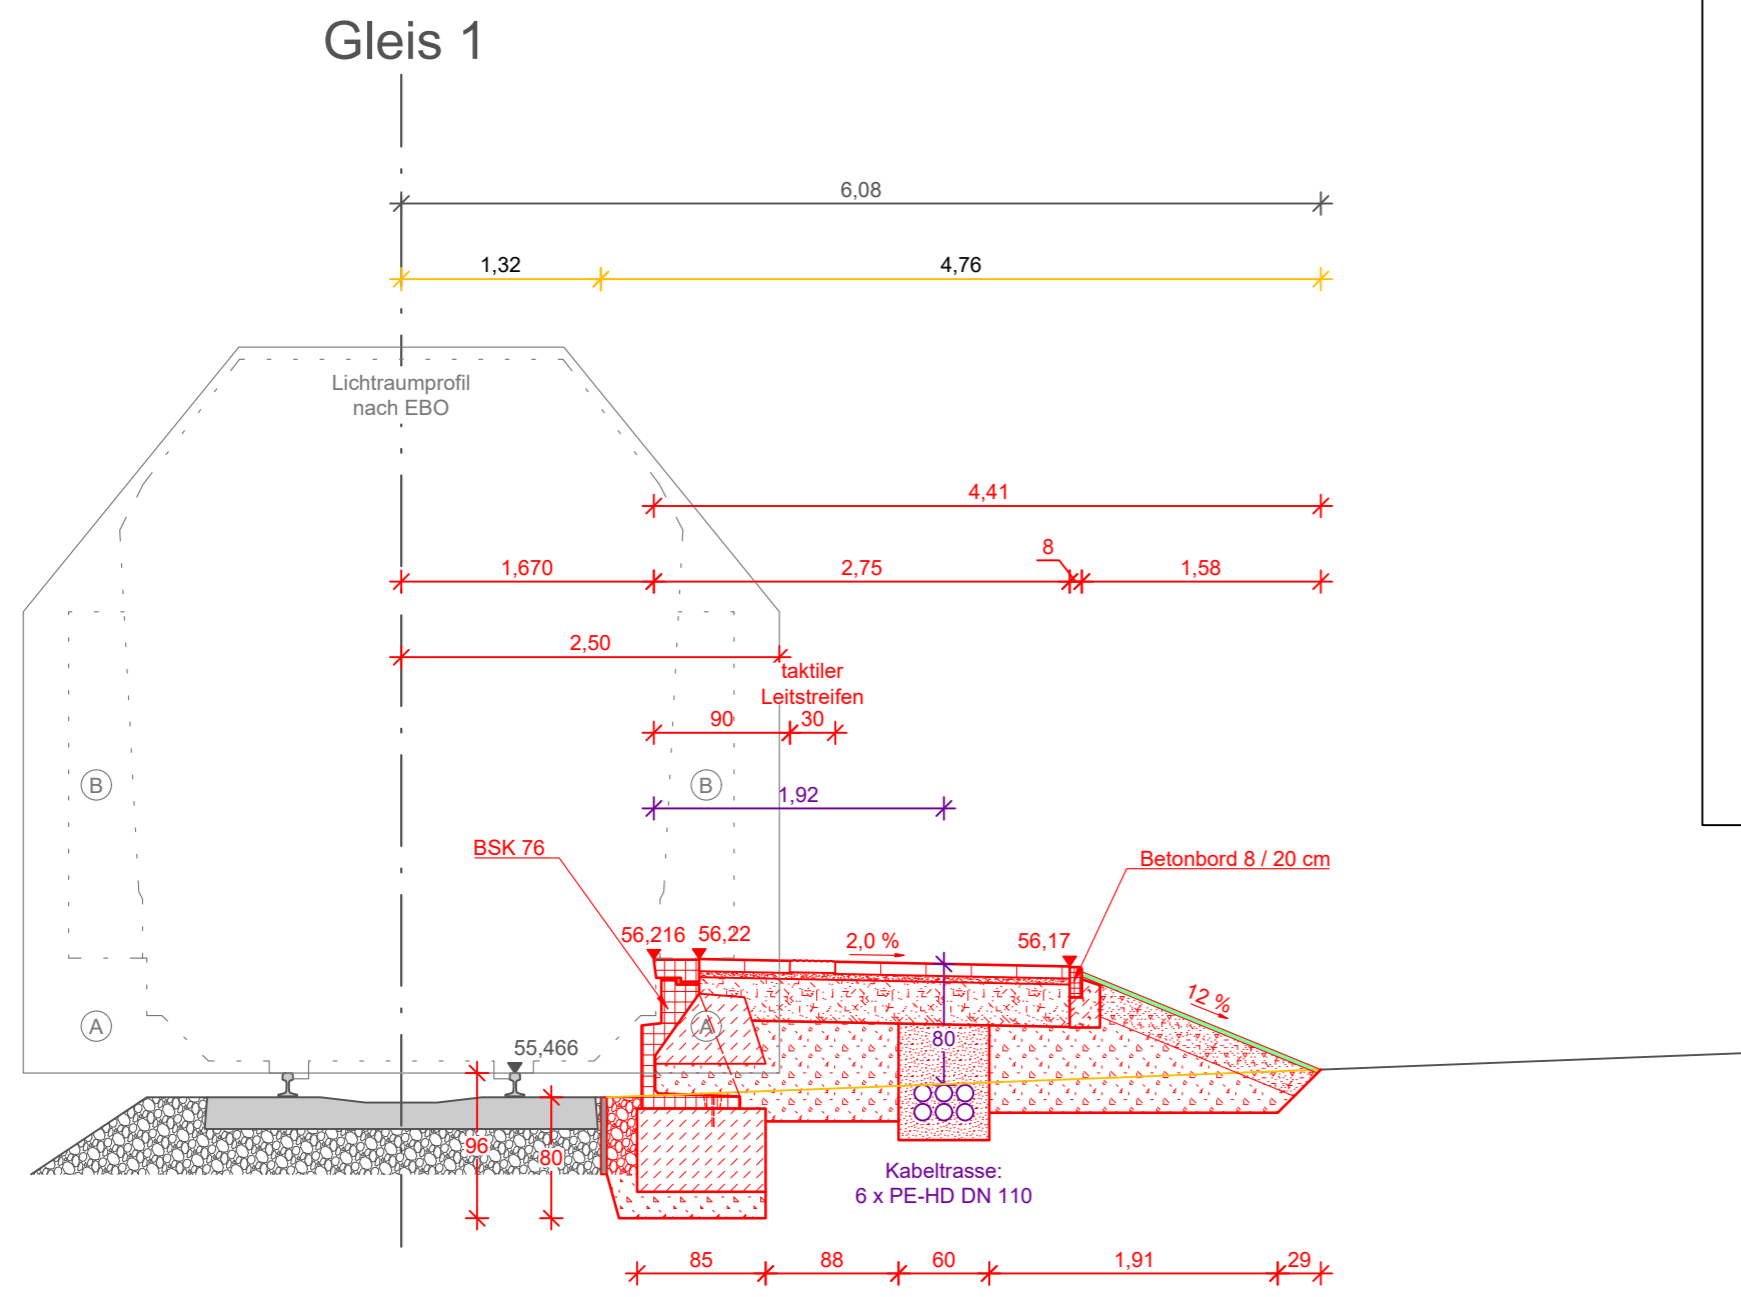 Gleis 1
6,08
1,32
4,76
Lichtraumprofil
nach EBO
4,41
8
1,670
2,75
1,58
2,50
taktiler
Leitstreifen
90
30
B
B
1,92
BSK 76
Betonbord 8 / 20 cm
56,216
56,22
2,0 %
56,17
12 %
A
A
80
55,466
96
80
Kabeltrasse:
6 x PE-HD DN 110
85
88
60
1,91
29